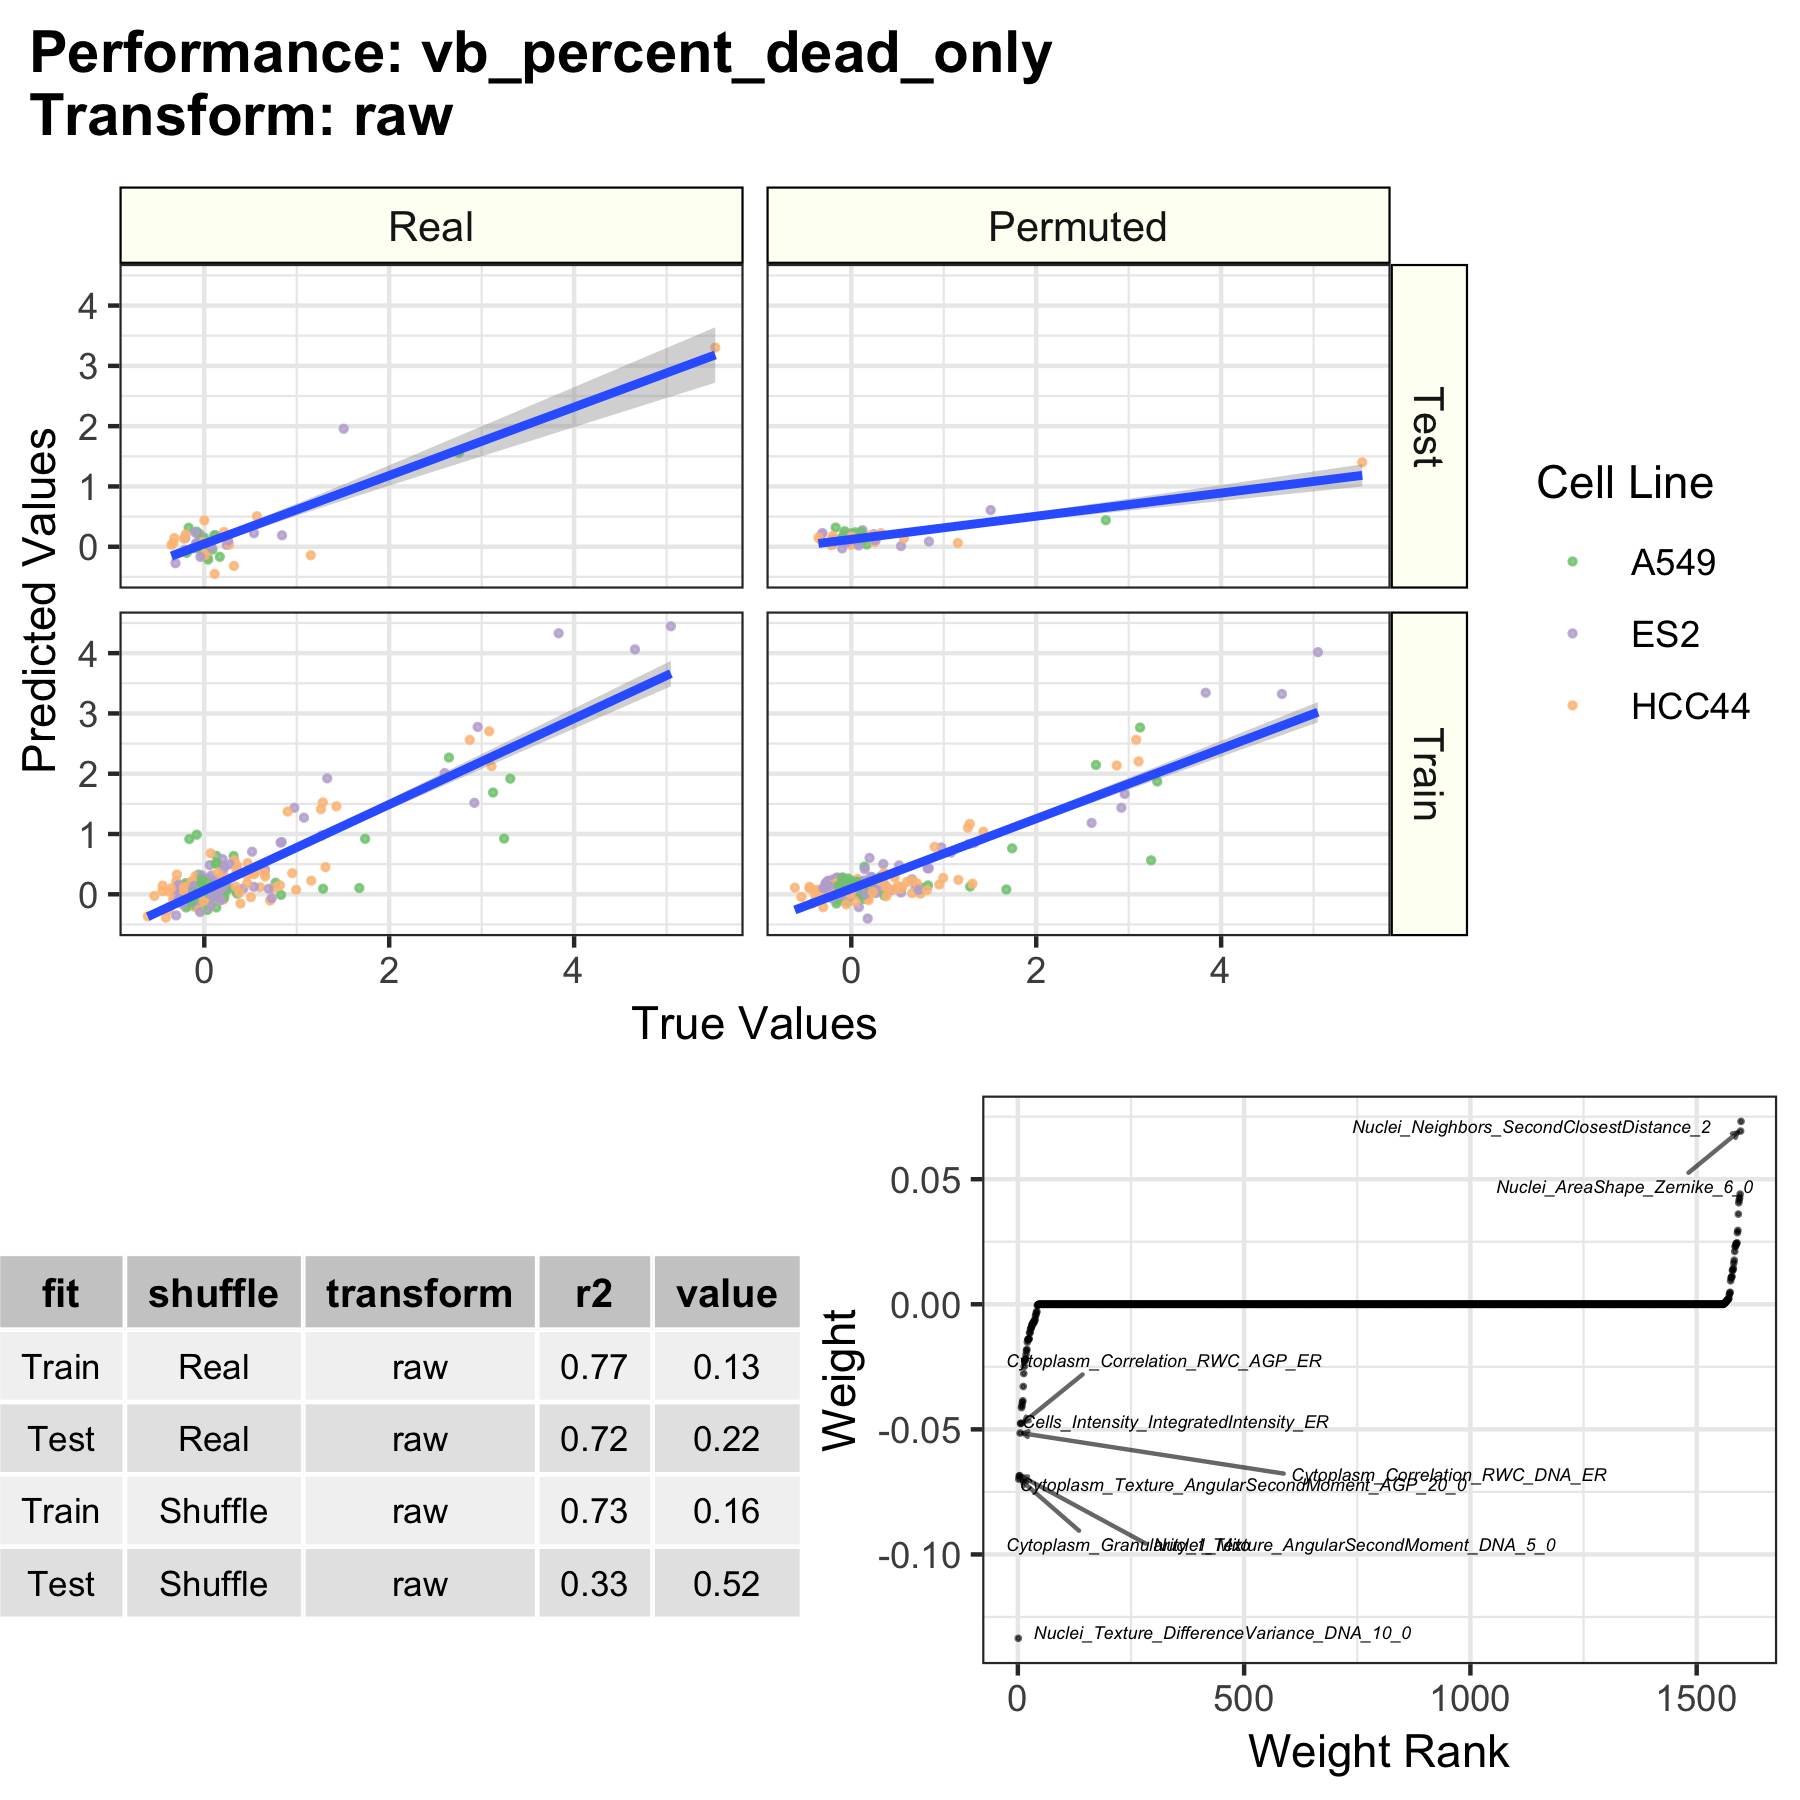 Performance: vb_percent_dead_only
Transform: raw
Real
Permuted
4
3
2
1
0
Test
4
3
2
1
0
Train
0
2
4
0
2
4
Predicted Values
True Values
Cell Line
A549
ES2
HCC44
fit shuffle transform r2 value
Train Real raw 0.77 0.13
Test Real raw 0.72 0.22
Train Shuffle raw 0.73 0.16
Test Shuffle raw 0.33 0.52
Weight
0.05
0.00
-0.05
-0.10
Nuclei_Neighbors_SecondClosestDistance_2
Nuclei_AreaShape_Zernike_6_0
Cytoplasm_Correlation_RWC_AGP_ER
Cells_Intensity_IntegratedIntensity_ER
Cytoplasm_Correlation_RWC_DNA_ER
Cytoplasm_Texture_AngularSecondMoment_AGP_20_0
Cytoplasm_Granularity_1_Mito
Nuclei_Texture_AngularSecondMoment_DNA_5_0
Nuclei_Texture_DifferenceVariance_DNA_10_0
0
500
1000
1500
Weight Rank